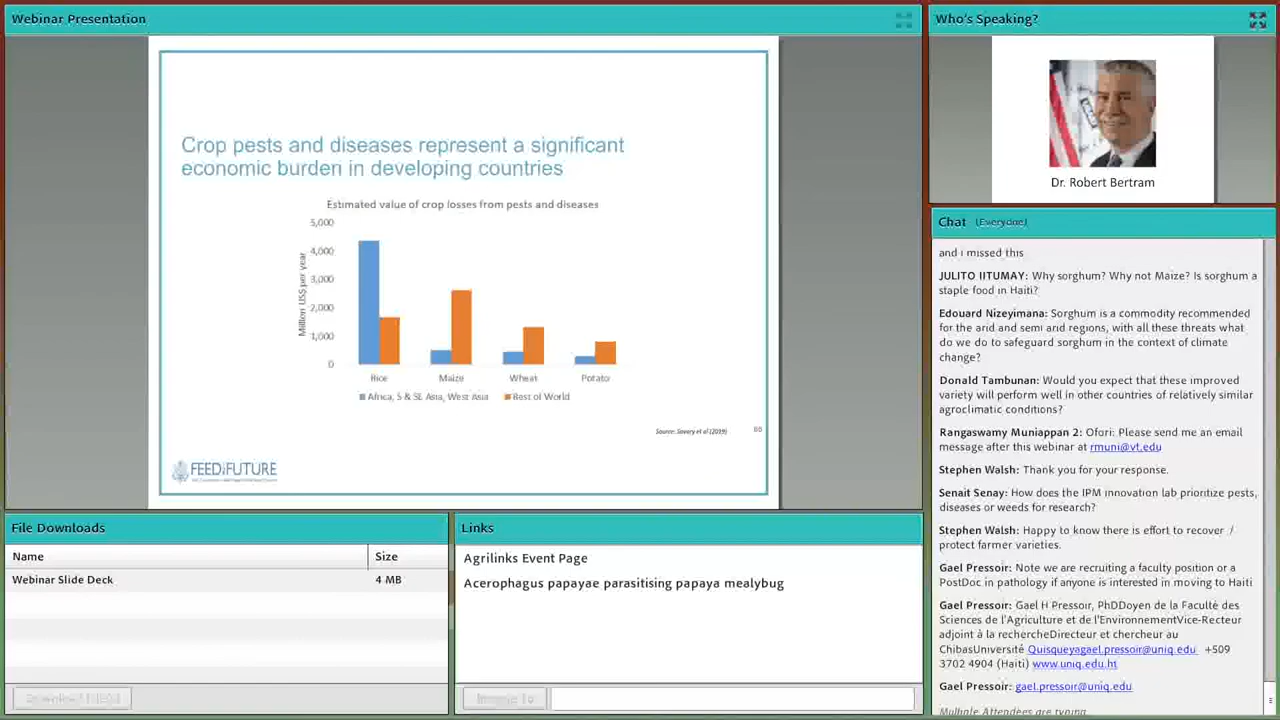 Webinar Presentation
Crop pests and diseases represent a significant
economic burden in developing countries
Estimated value of crop losses from pests and diseases
Million US$ per year
5,000
4,000
3,000
2,000
1,000
0
Rice Maize Wheat Potato
Africa, S & SE Asia, West Asia Rest of World
Source: Savary et al (2019)
FEED FUTURE
Who's Speaking?
Dr. Robert Bertram
Chat (Everyone)
and i missed this
JULITO IITUMAY: Why sorghum? Why not Maize? Is sorghum a
staple food in Haiti?
Edouard Nizeyimana: Sorghum is a commodity recommended
for the arid and semi arid regions, with all these threats what
do we do to safeguard sorghum in the context of climate
change?
Donald Tambunan: Would you expect that these improved
variety will perform well in other countries of relatively similar
agroclimatic conditions?
Rangaswamy Muniappan 2: Ofori: Please send me an email
message after this webinar at rmuni@vt.edu
Stephen Walsh: Thank you for your response.
Senait Senay: How does the IPM innovation lab prioritize pests,
diseases or weeds for research?
Stephen Walsh: Happy to know there is effort to recover /
protect farmer varieties.
Gael Pressoir: Note we are recruiting a faculty position or a
PostDoc in pathology if anyone is interested in moving to Haiti
Gael Pressoir: Gael H Pressoir, PhDDoyen de la Faculté des
Sciences de l'Agriculture et de l'EnvironnementVice-Recteur
adjoint à la rechercheDirecteur et chercheur au
ChibasUniversité Quisqueyagael.pressoir@uniq.edu +509
3702 4904 (Haiti) www.uniq.edu.ht
Gael Pressoir: gael.pressoir@uniq.edu
Multiple Attendees are typing
File Downloads
Name Size
Webinar Slide Deck 4 MB
Links
Agrilinks Event Page
Acerophagus papayae parasitising papaya mealybug
Browse To